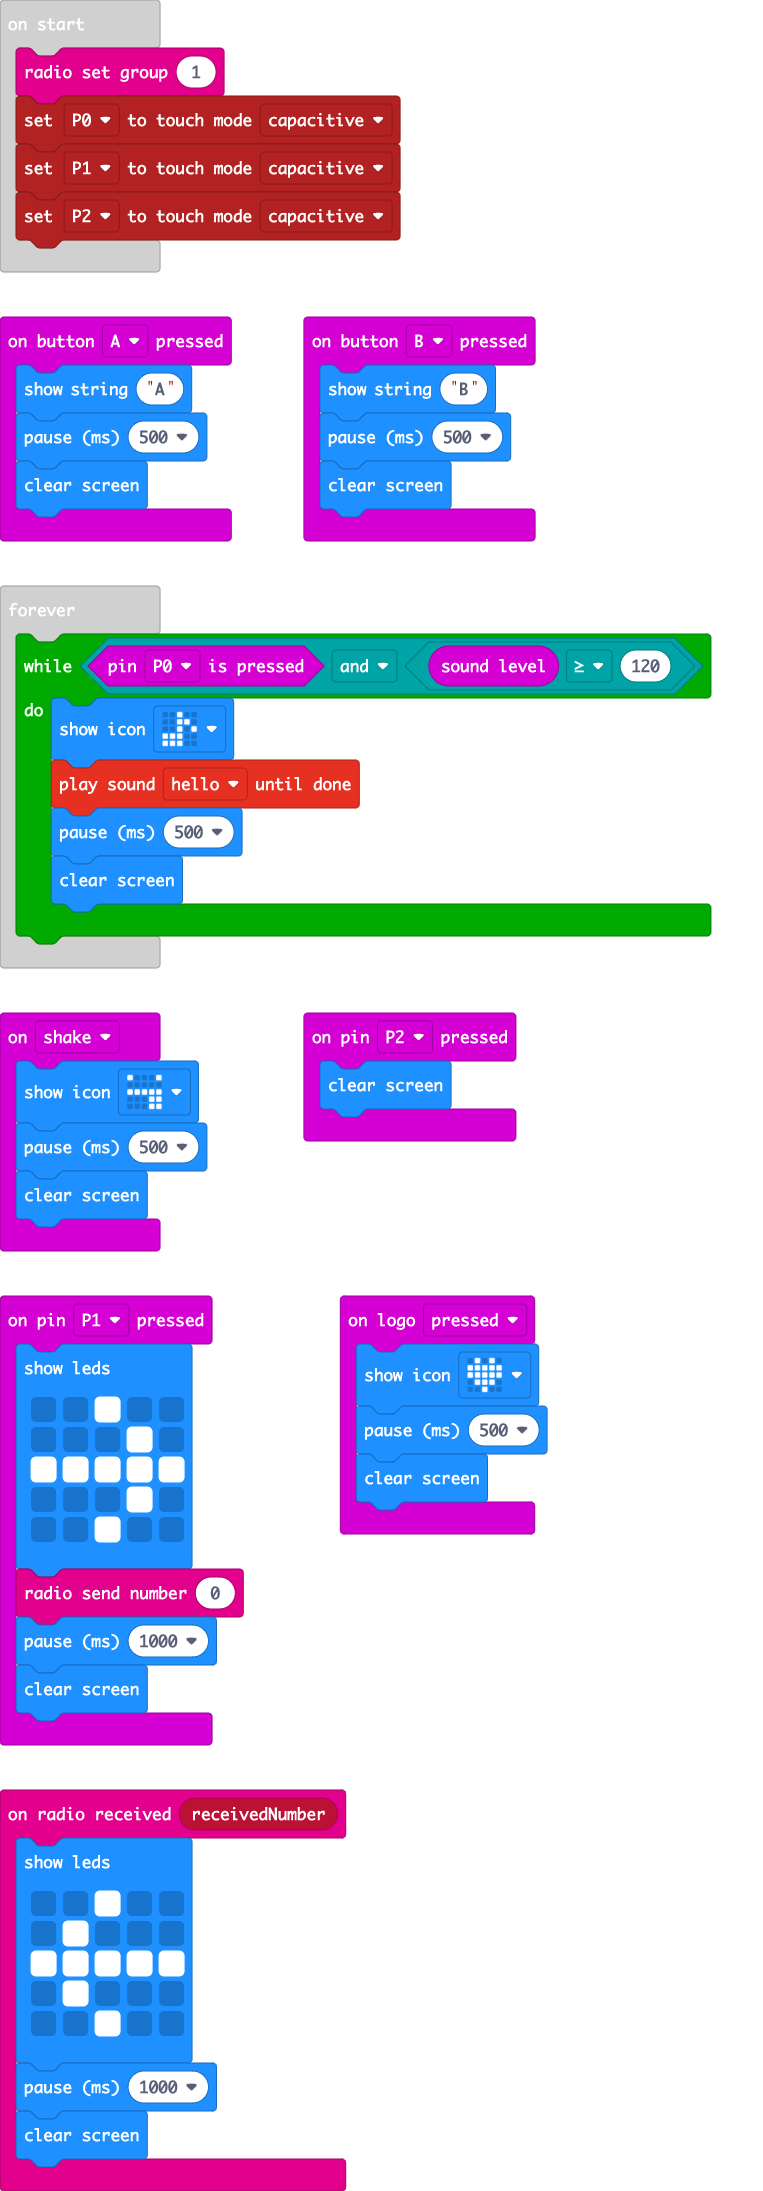 on start
radio set group 1
set P0 to touch mode capacitive
set P1 to touch mode capacitive
set P2 to touch mode capacitive
on button A pressed
show string "A"
pause (ms) 500
clear screen
on button B pressed
show string "B"
pause (ms) 500
clear screen
forever
while pin P0 is pressed and sound level ≥ 120
do
show icon
play sound hello until done
pause (ms) 500
clear screen
on shake
show icon
pause (ms) 500
clear screen
on pin P2 pressed
clear screen
on pin P1 pressed
show leds
radio send number 0
pause (ms) 1000
clear screen
on logo pressed
show icon
pause (ms) 500
clear screen
on radio received receivedNumber
show leds
pause (ms) 1000
clear screen